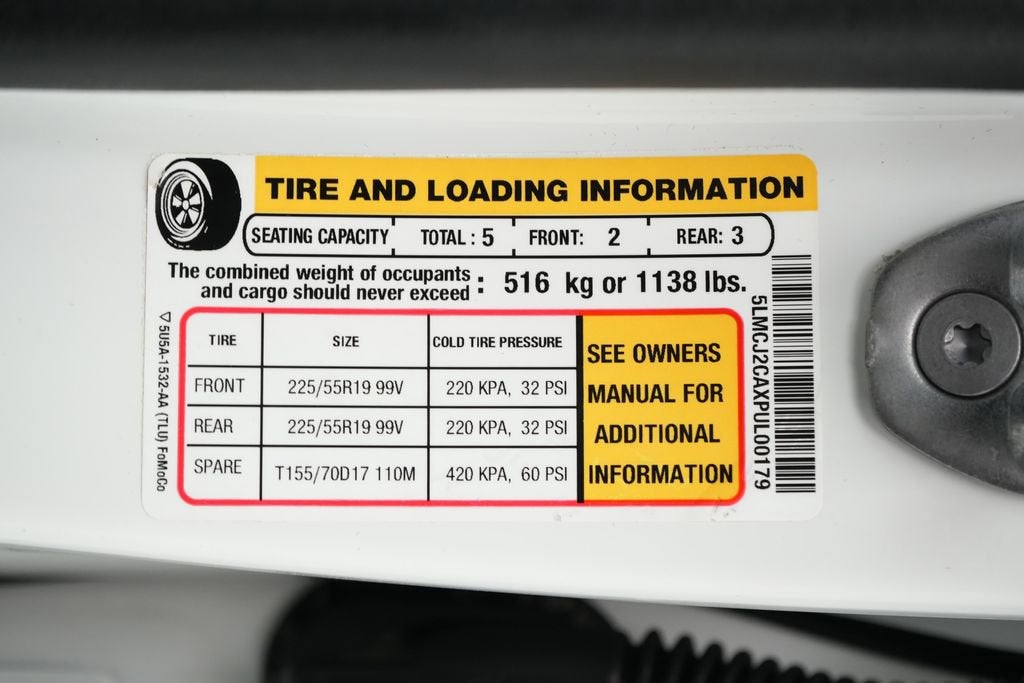 TIRE AND LOADING INFORMATION
SEATING CAPACITY TOTAL : 5 FRONT: 2 REAR: 3
The combined weight of occupants
and cargo should never exceed : 516 kg or 1138 lbs.
TIRE SIZE COLD TIRE PRESSURE
FRONT 225/55R19 99V 220 KPA, 32 PSI
REAR 225/55R19 99V 220 KPA, 32 PSI
SPARE T155/70D17 110M 420 KPA, 60 PSI
SEE OWNERS
MANUAL FOR
ADDITIONAL
INFORMATION
5LMCJ2CAXPUL00179
▽5U5A-1532-AA (TLU) FoMoCo